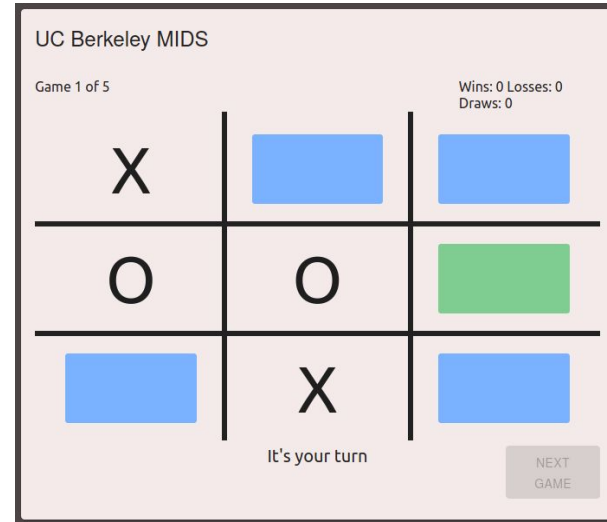 UC Berkeley MIDS
Game 1 of 5
Wins: 0 Losses: 0
Draws: 0
X
O O
X
It's your turn
NEXT
GAME